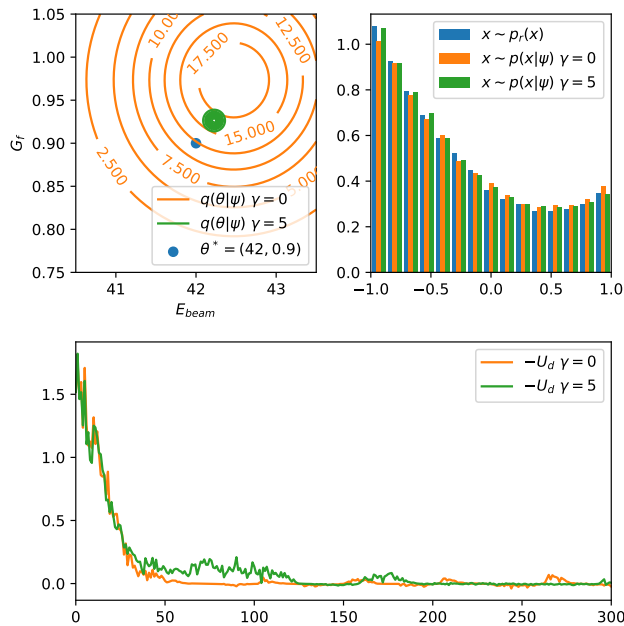 1.05
1.00
0.95
0.90
0.85
0.80
0.75
G_f
10.000
12.500
17.500
15.000
7.500
5.000
2.500
q(θ|ψ) γ = 0
q(θ|ψ) γ = 5
θ* = (42, 0.9)
41 42 43
E_beam
1.0
0.8
0.6
0.4
0.2
0.0
x ∼ p_r(x)
x ∼ p(x|ψ) γ = 0
x ∼ p(x|ψ) γ = 5
−1.0 −0.5 0.0 0.5 1.0
1.5
1.0
0.5
0.0
−U_d γ = 0
−U_d γ = 5
0 50 100 150 200 250 300